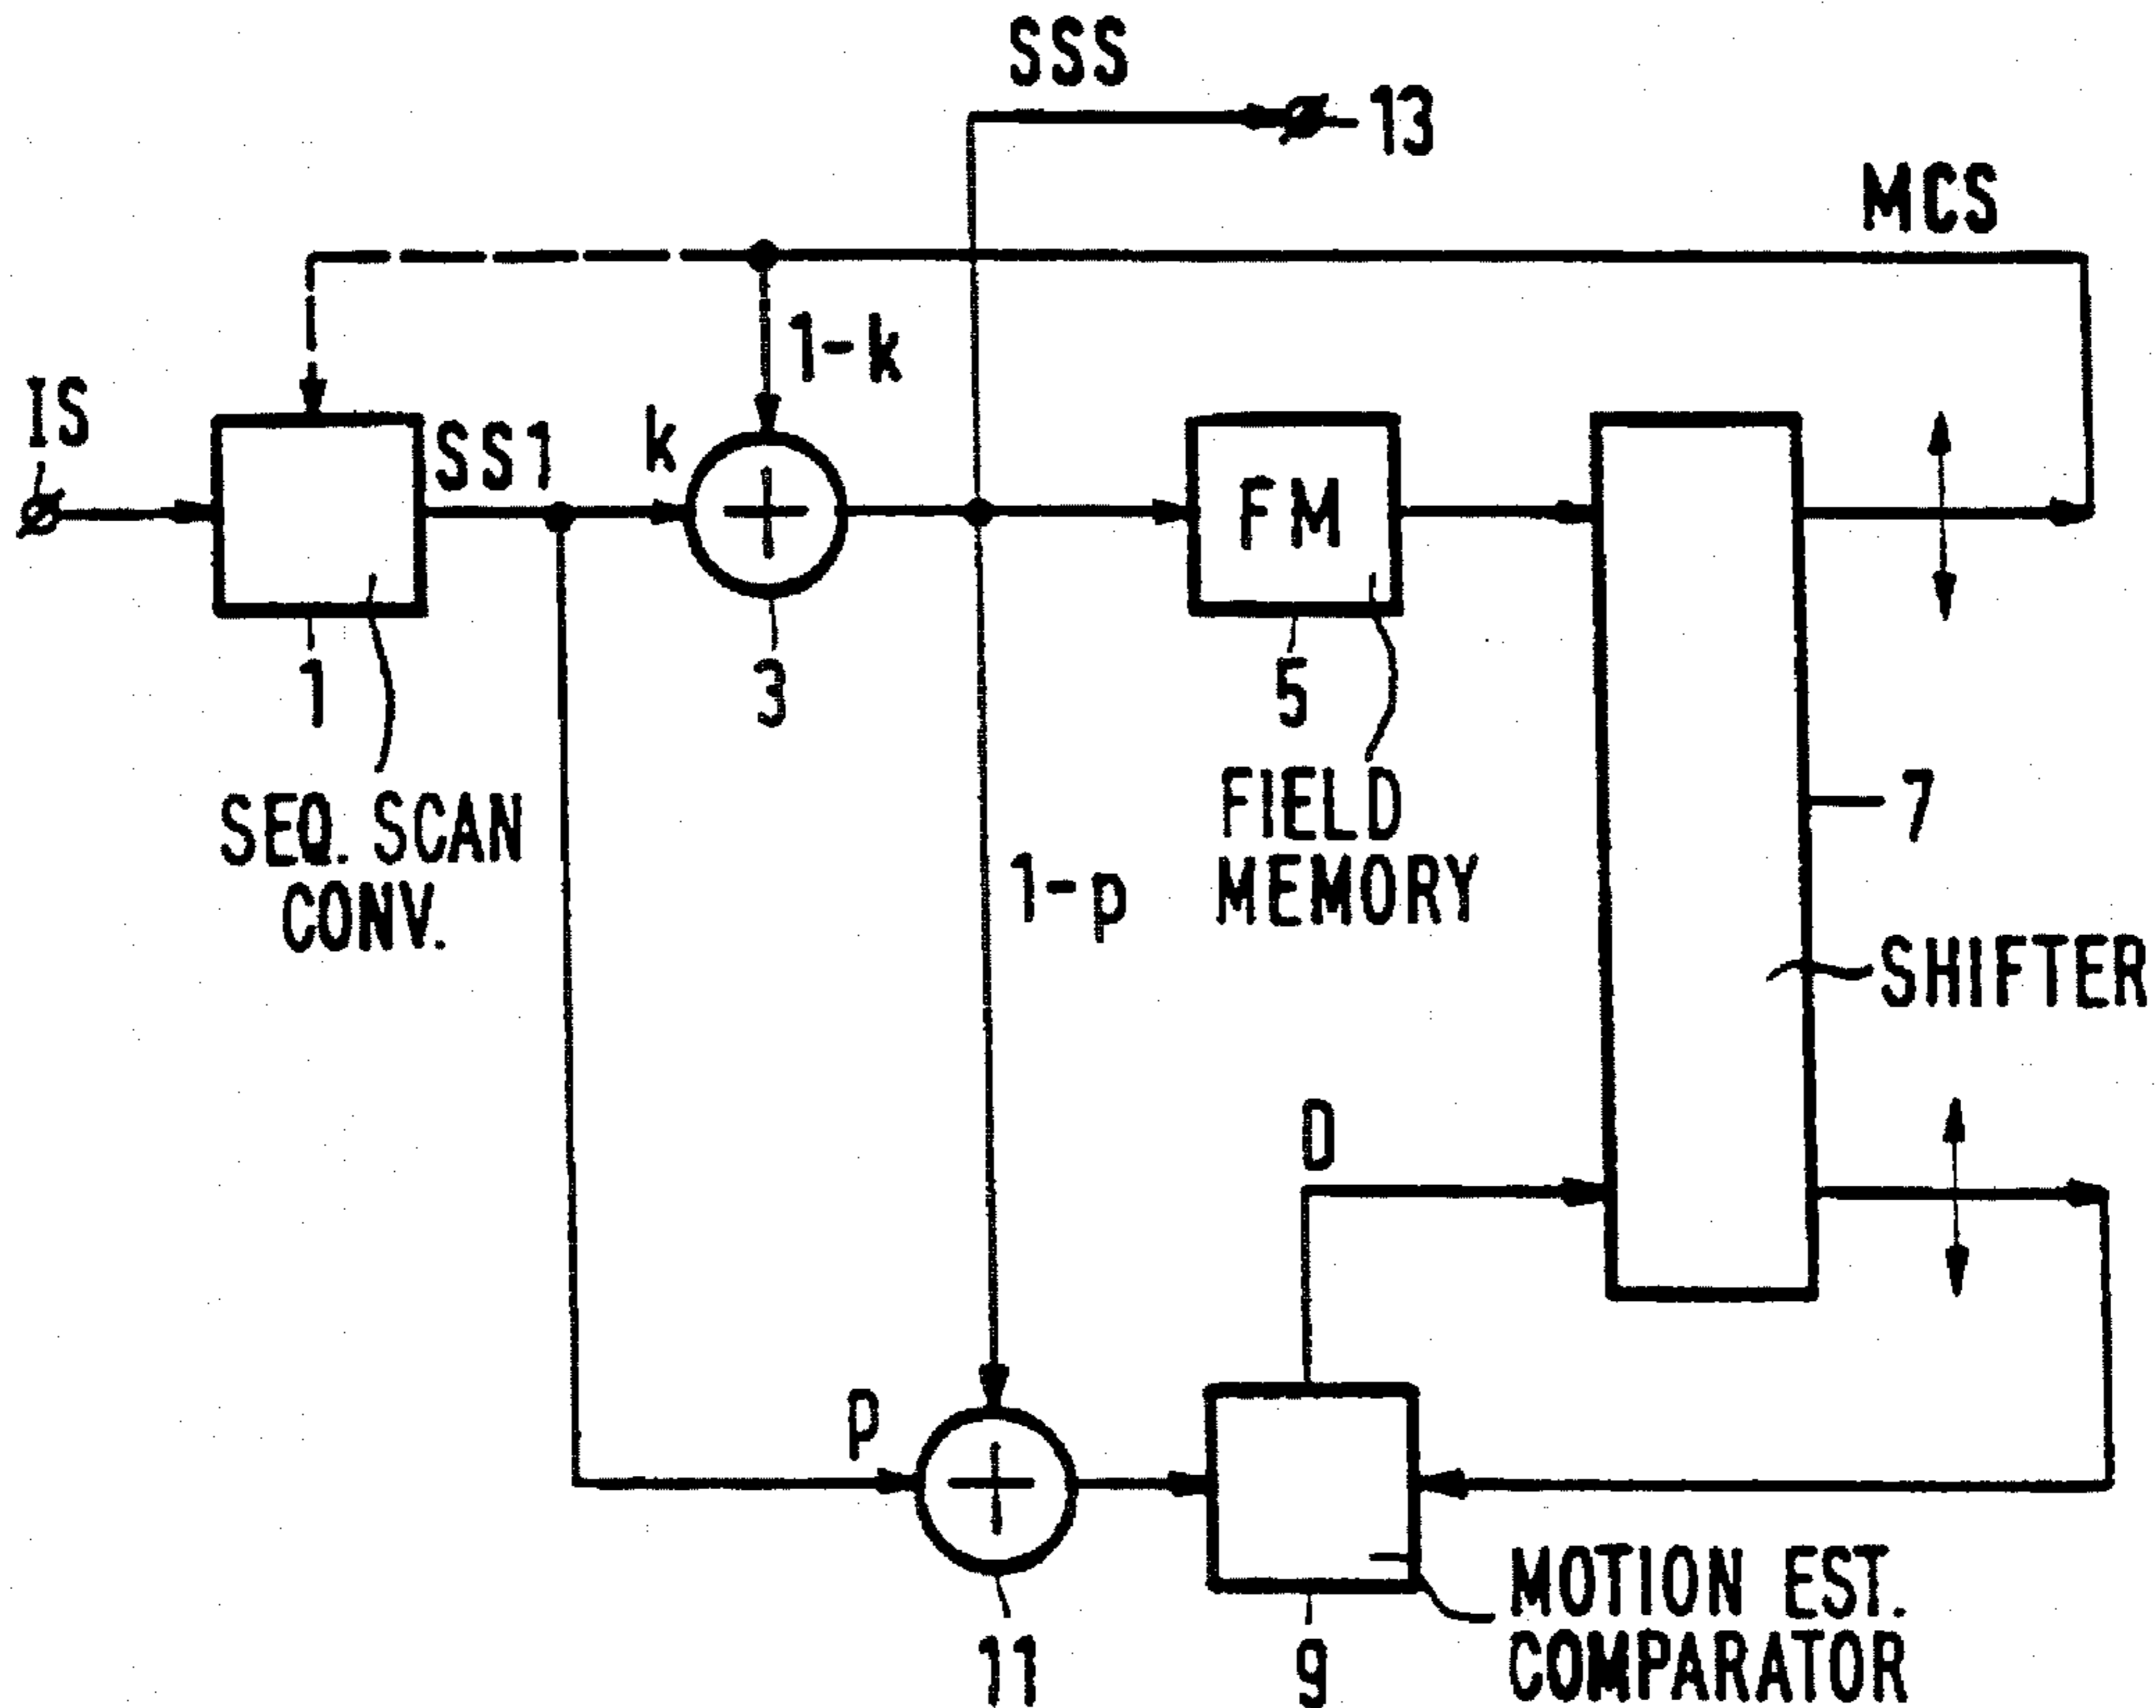 SSS
13
MCS
1-k
IS
SS1
k
FM
1
3
5
7
SEQ. SCAN
CONV.
FIELD
MEMORY
1-p
SHIFTER
D
p
11
9
MOTION EST.
COMPARATOR